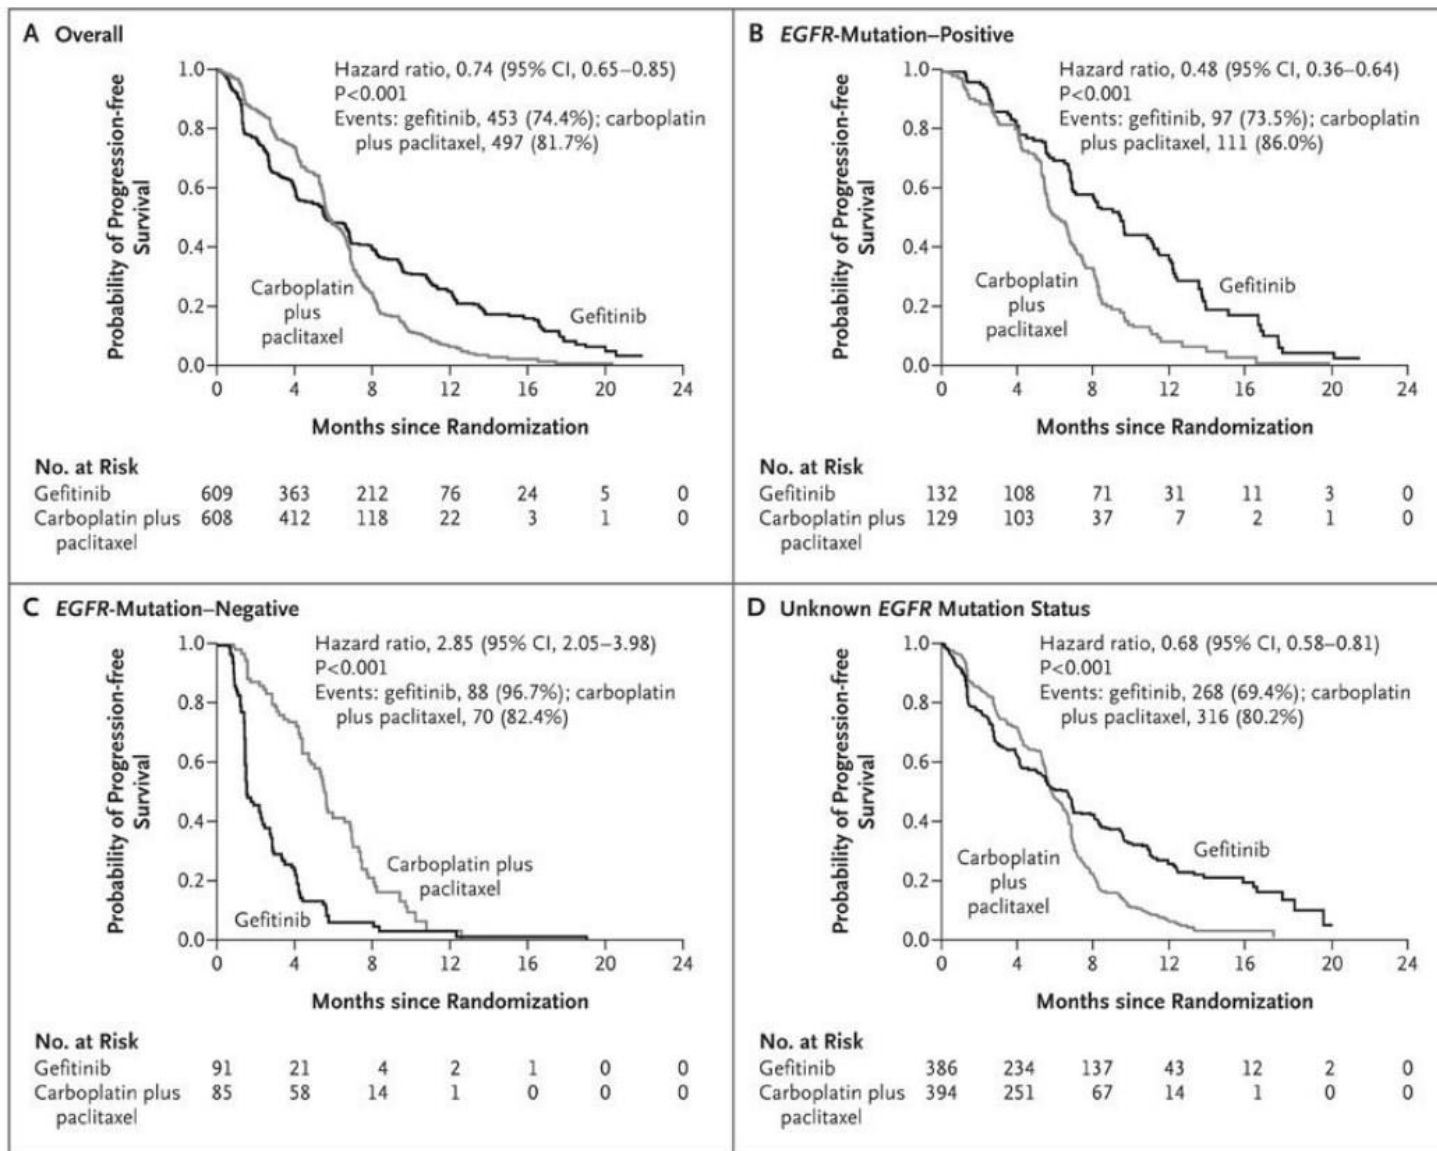 A Overall
Hazard ratio, 0.74 (95% CI, 0.65–0.85)
P<0.001
Events: gefitinib, 453 (74.4%); carboplatin
plus paclitaxel, 497 (81.7%)
Probability of Progression-free
Survival
1.0
0.8
0.6
0.4
0.2
0.0
Carboplatin
plus
paclitaxel
Gefitinib
0 4 8 12 16 20 24
Months since Randomization
No. at Risk
Gefitinib 609 363 212 76 24 5 0
Carboplatin plus 608 412 118 22 3 1 0
paclitaxel
B EGFR-Mutation–Positive
Hazard ratio, 0.48 (95% CI, 0.36–0.64)
P<0.001
Events: gefitinib, 97 (73.5%); carboplatin
plus paclitaxel, 111 (86.0%)
Probability of Progression-free
Survival
1.0
0.8
0.6
0.4
0.2
0.0
Carboplatin
plus
paclitaxel
Gefitinib
0 4 8 12 16 20 24
Months since Randomization
No. at Risk
Gefitinib 132 108 71 31 11 3 0
Carboplatin plus 129 103 37 7 2 1 0
paclitaxel
C EGFR-Mutation–Negative
Hazard ratio, 2.85 (95% CI, 2.05–3.98)
P<0.001
Events: gefitinib, 88 (96.7%); carboplatin
plus paclitaxel, 70 (82.4%)
Probability of Progression-free
Survival
1.0
0.8
0.6
0.4
0.2
0.0
Carboplatin plus
paclitaxel
Gefitinib
0 4 8 12 16 20 24
Months since Randomization
No. at Risk
Gefitinib 91 21 4 2 1 0 0
Carboplatin plus 85 58 14 1 0 0 0
paclitaxel
D Unknown EGFR Mutation Status
Hazard ratio, 0.68 (95% CI, 0.58–0.81)
P<0.001
Events: gefitinib, 268 (69.4%); carboplatin
plus paclitaxel, 316 (80.2%)
Probability of Progression-free
Survival
1.0
0.8
0.6
0.4
0.2
0.0
Carboplatin
plus
paclitaxel
Gefitinib
0 4 8 12 16 20 24
Months since Randomization
No. at Risk
Gefitinib 386 234 137 43 12 2 0
Carboplatin plus 394 251 67 14 1 0 0
paclitaxel